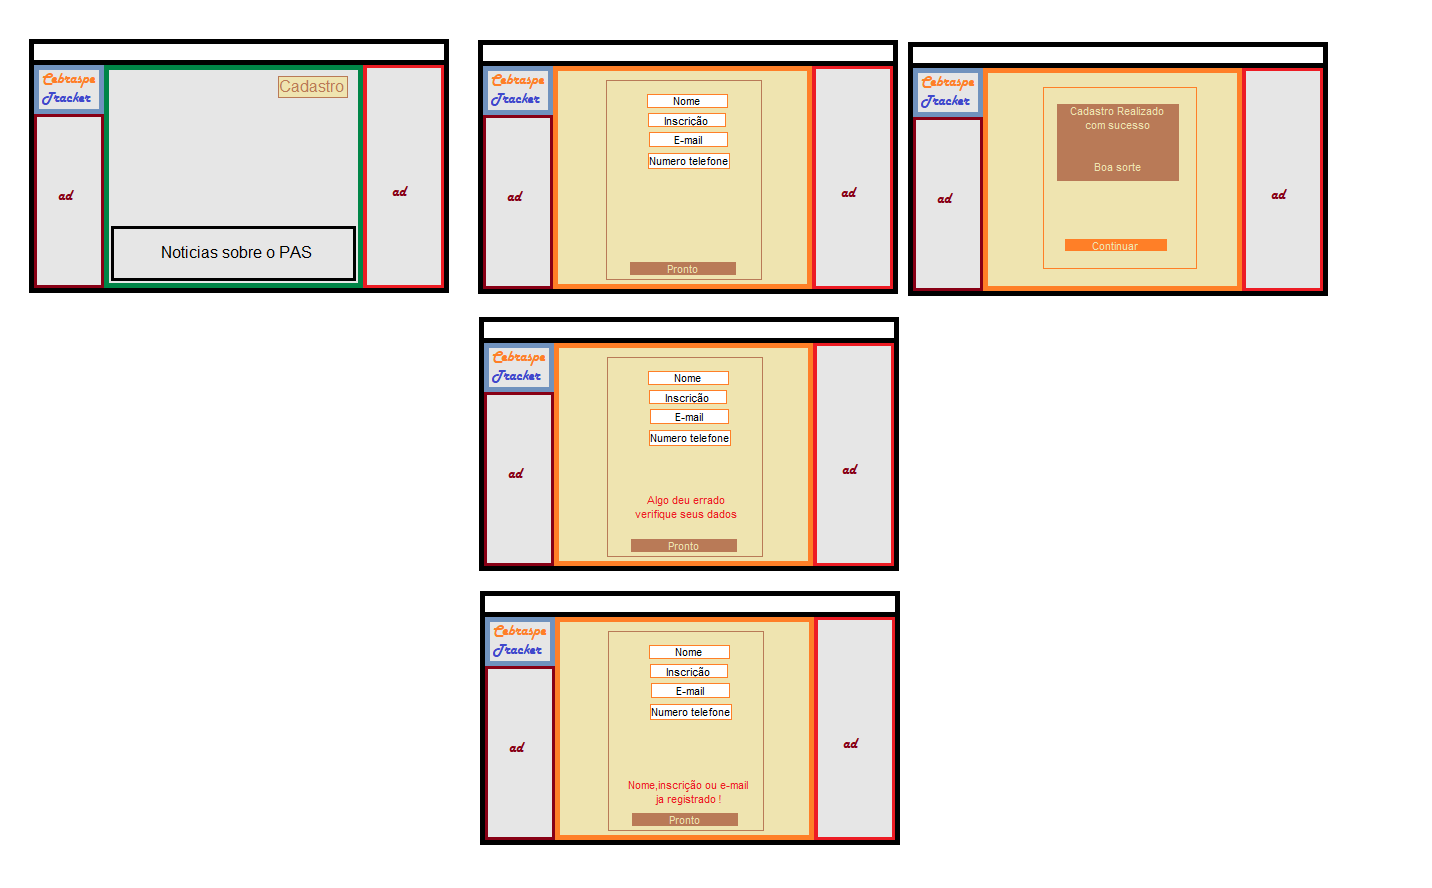 Cebraspe
Tracker
Cadastro
ad
ad
Noticias sobre o PAS
Cebraspe
Tracker
Nome
Inscrição
E-mail
Numero telefone
ad
ad
Pronto
Cebraspe
Tracker
Cadastro Realizado
com sucesso
Boa sorte
ad
ad
Continuar
Cebraspe
Tracker
Nome
Inscrição
E-mail
Numero telefone
ad
ad
Algo deu errado
verifique seus dados
Pronto
Cebraspe
Tracker
Nome
Inscrição
E-mail
Numero telefone
ad
ad
Nome,inscrição ou e-mail
ja registrado !
Pronto